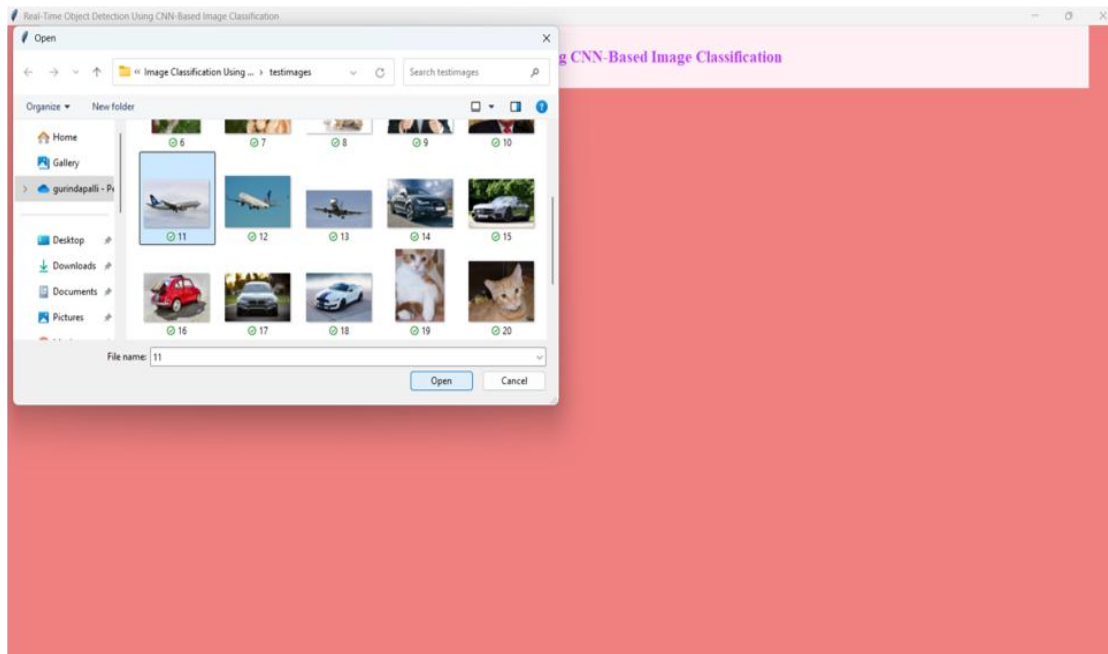 Real-Time Object Detection Using CNN-Based Image Classification
Open
g CNN-Based Image Classification
« Image Classification Using ... › testimages
Search testimages
Organize
New folder
Home
6
7
8
9
10
Gallery
gurindapalli - Pe
11
12
13
14
15
Desktop
Downloads
Documents
Pictures
16
17
18
19
20
File name: 11
Open
Cancel